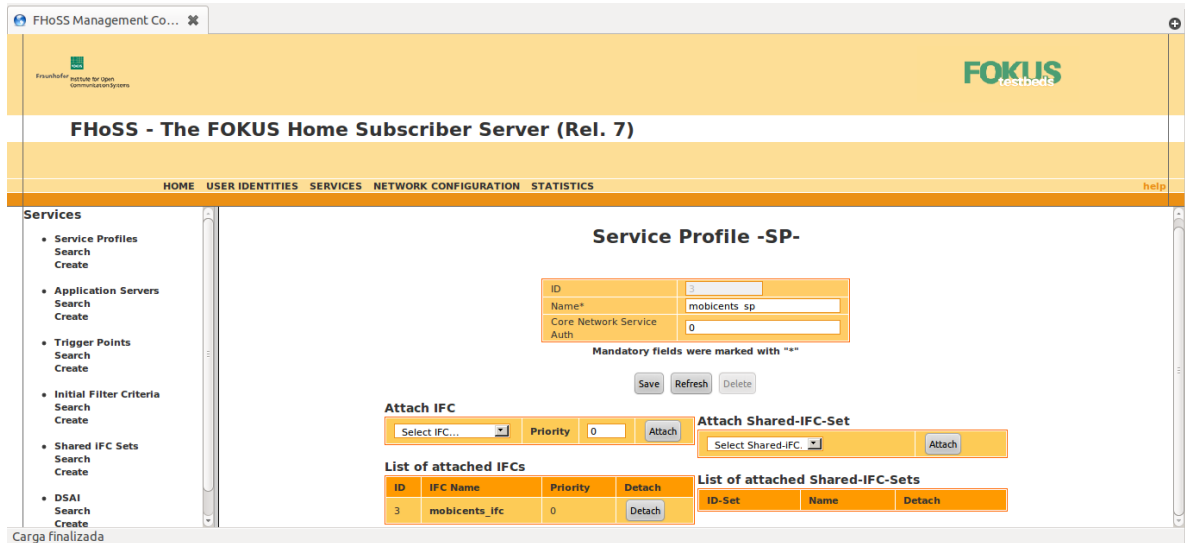 FHoSS Management Co...
Fraunhofer Institute for Open
Communication Systems
FOKUS
FOKUS
testbeds
FHoSS - The FOKUS Home Subscriber Server (Rel. 7)
HOME USER IDENTITIES SERVICES NETWORK CONFIGURATION STATISTICS help
Services
Service Profiles
Search
Create
Application Servers
Search
Create
Trigger Points
Search
Create
Initial Filter Criteria
Search
Create
Shared iFC Sets
Search
Create
DSAI
Search
Create
Service Profile -SP-
ID 3
Name* mobicents_sp
Core Network Service
Auth 0
Mandatory fields were marked with "*"
Save Refresh Delete
Attach IFC
Select IFC... Priority 0 Attach
List of attached IFCs
ID IFC Name Priority Detach
3 mobicents_ifc 0 Detach
Attach Shared-IFC-Set
Select Shared-iFC. Attach
List of attached Shared-IFC-Sets
ID-Set Name Detach
Carga finalizada